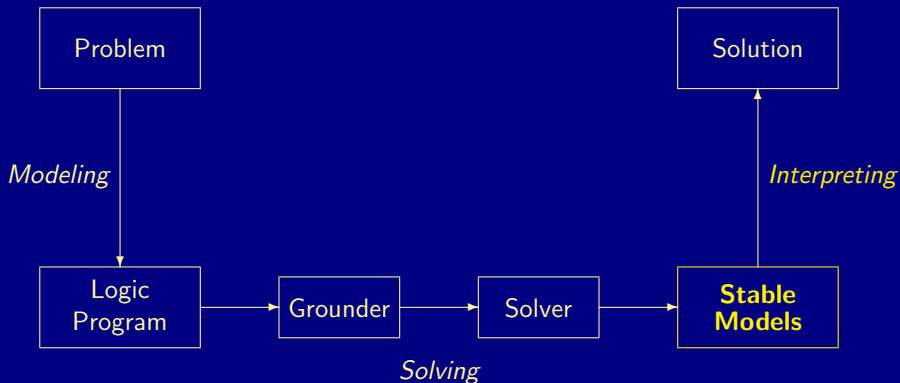 Problem
Solution
Modeling
Interpreting
Logic
Program
Grounder
Solver
Stable
Models
Solving